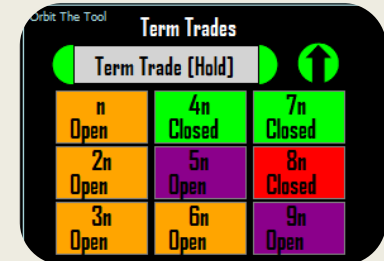 Orbit The Tool
Term Trades
Term Trade [Hold]
n 4n 7n
Open Closed Closed
2n 5n 8n
Open Open Closed
3n 6n 9n
Open Open Open